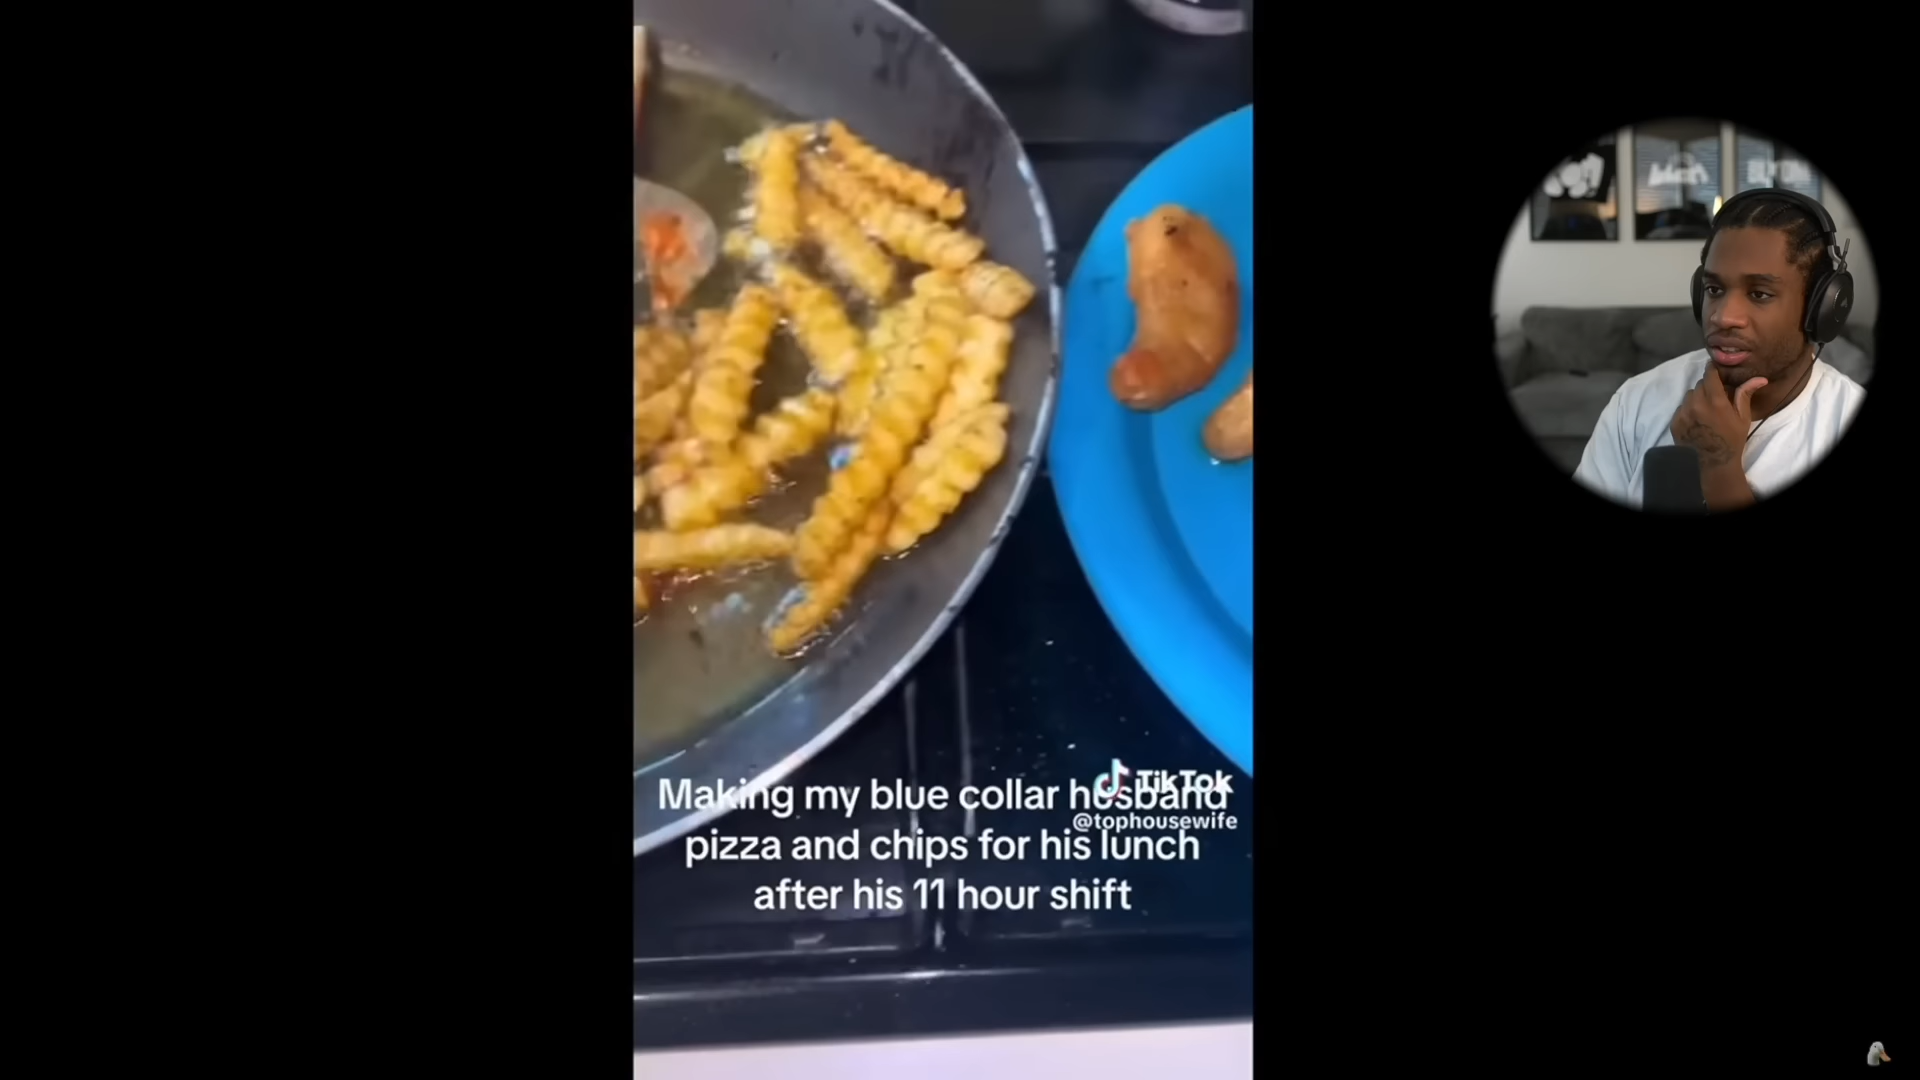 Making my blue collar husband
pizza and chips for his lunch
after his 11 hour shift
TikTok
@tophousewife